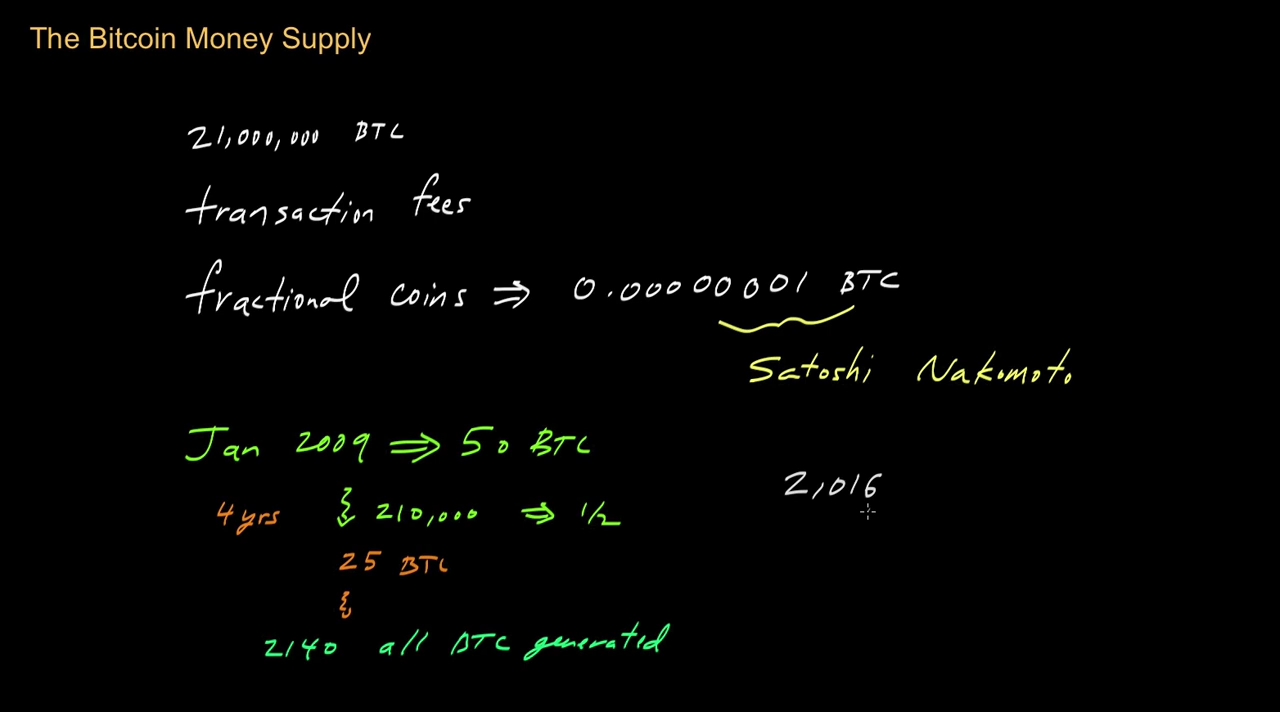 The Bitcoin Money Supply
21,000,000 BTC
transaction fees
fractional coins ⇒ 0.00000001 BTC
Satoshi Nakamoto
Jan 2009 ⇒ 50 BTC
4 yrs } 210,000 ⇒ 1/2
2,016
25 BTC
}
2140 all BTC generated